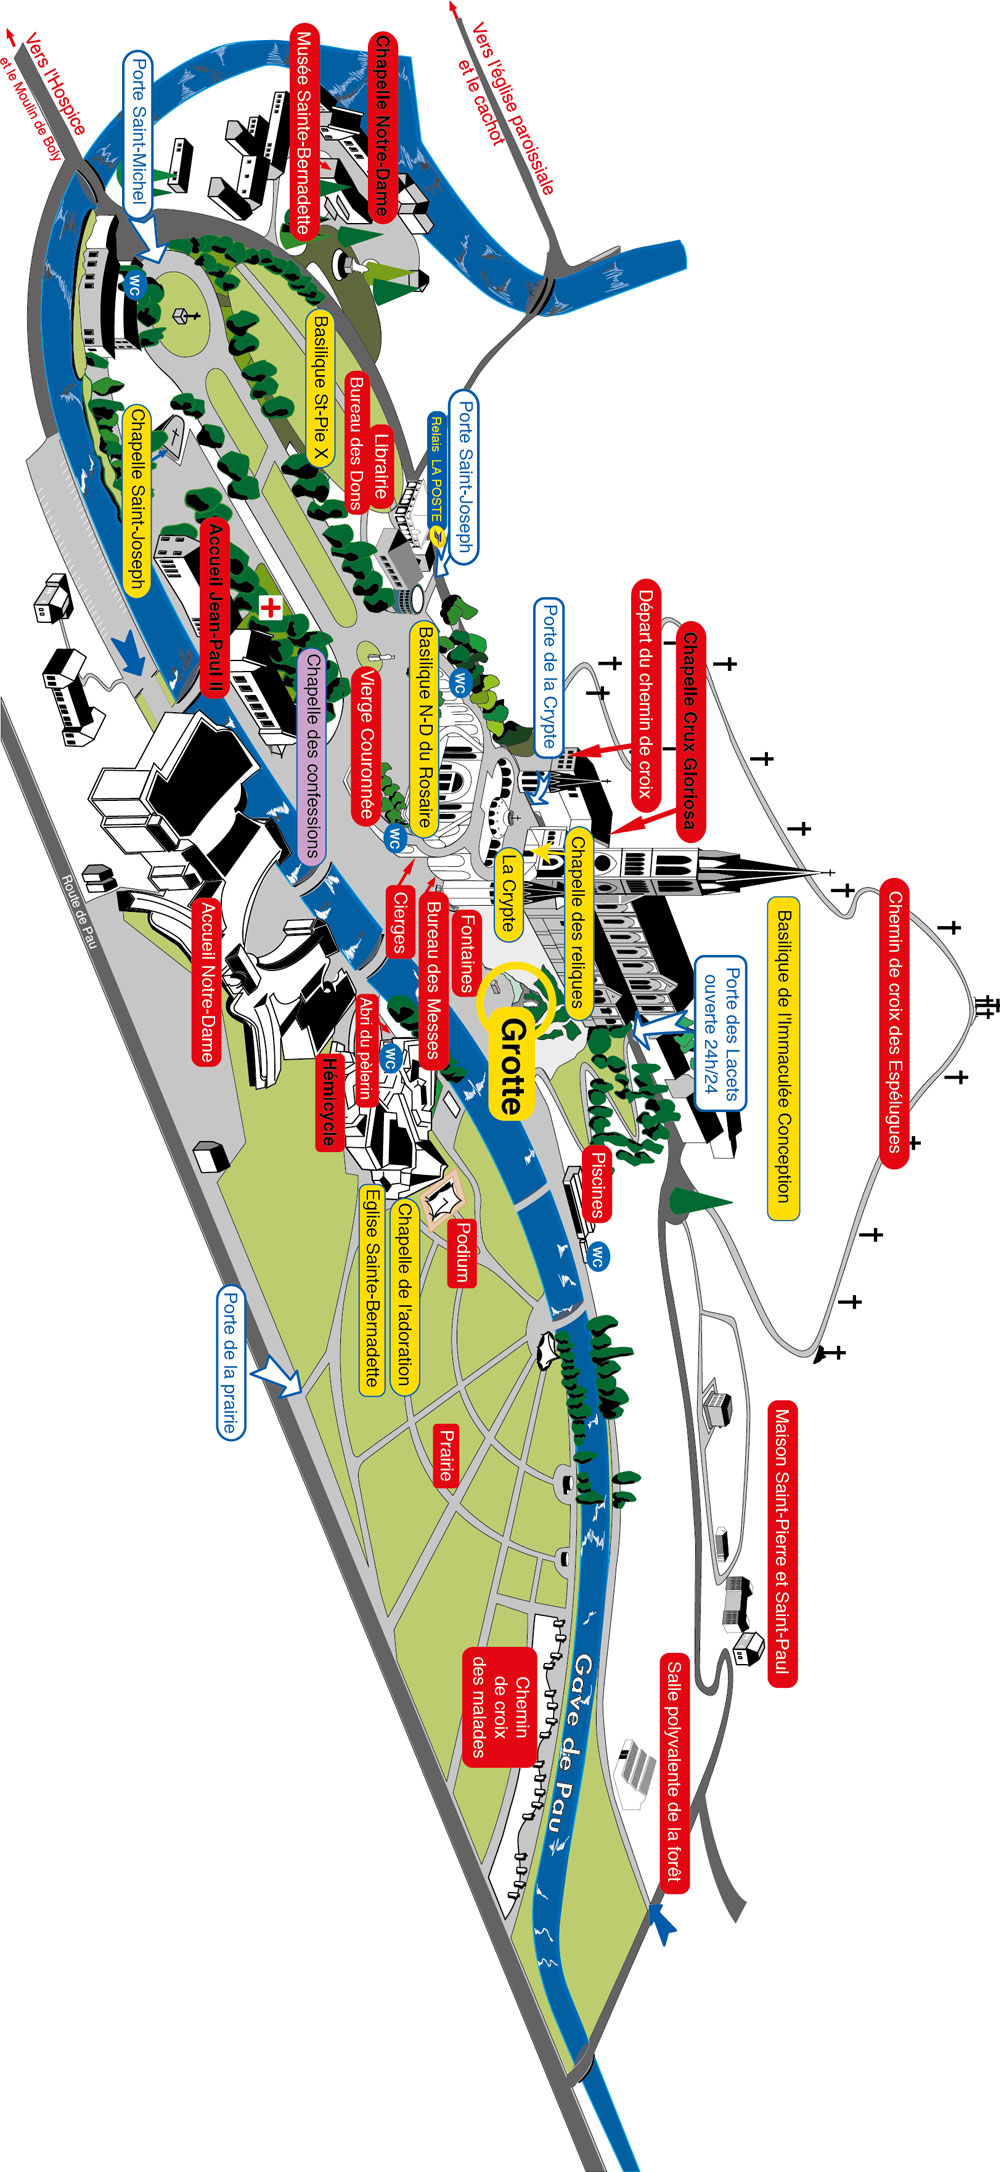 Vers l'église paroissiale
et le cachot
Vers l'Hospice
et le Moulin de Boly
Porte Saint-Michel
Musée Sainte-Bernadette
Chapelle Notre-Dame
WC
Basilique St-Pie X
Bureau des Dons
Librairie
Relais LA POSTE
Porte Saint-Joseph
Chapelle Saint-Joseph
Accueil Jean-Paul II
Chapelle des confessions
Vierge Couronnée
Basilique N-D du Rosaire
WC
Porte de la Crypte
Départ du chemin de croix
Chapelle Crux Gloriosa
WC
Clerges
Bureau des Messes
Fontaines
La Crypte
Chapelle des reliques
Grotte
Basilique de l'Immaculée Conception
Porte des Lacets
ouverte 24h/24
Chemin de croix des Espélugues
Route de Pau
Accueil Notre-Dame
Hémicycle
Abri du pèlerin
WC
Piscines
WC
Podium
Chapelle de l'adoration
Eglise Sainte-Bernadette
Porte de la prairie
Prairie
Maison Saint-Pierre et Saint-Paul
Salle polyvalente de la forêt
Chemin
de croix
des malades
Gave de Pau